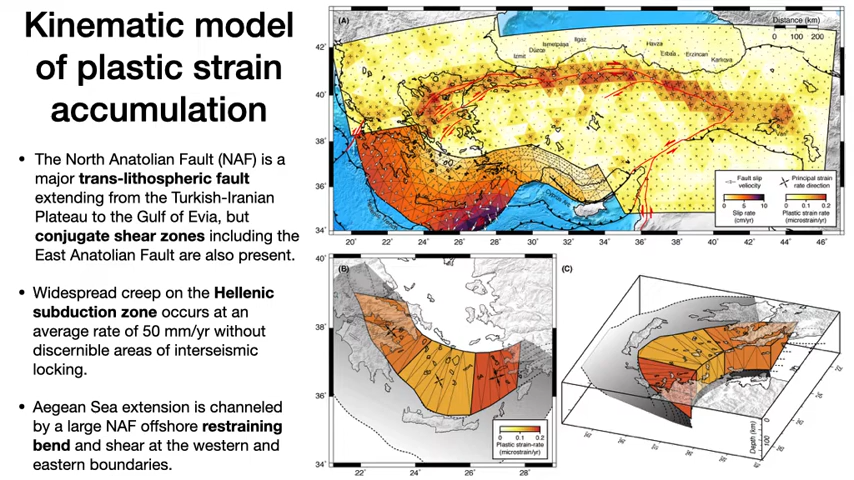 Kinematic model
of plastic strain
accumulation
• The North Anatolian Fault (NAF) is a
major trans-lithospheric fault
extending from the Turkish-Iranian
Plateau to the Gulf of Evia, but
conjugate shear zones including the
East Anatolian Fault are also present.
• Widespread creep on the Hellenic
subduction zone occurs at an
average rate of 50 mm/yr without
discernible areas of interseismic
locking.
• Aegean Sea extension is channeled
by a large NAF offshore restraining
bend and shear at the western and
eastern boundaries.
(A)
Distance (km)
0 100 200
Ilgaz
Ismetpaşa
Havza
Düzce
Erbaa
Erzincan
Izmit
Karlıova
42˚
40˚
38˚
36˚
34˚
Cyprus Arc
Fault slip
velocity
Principal strain
rate direction
0 5 10
0 0.1 0.2
Slip rate
(cm/yr)
Plastic strain rate
(microstrain/yr)
20˚ 22˚ 24˚ 26˚ 28˚ 30˚ 32˚ 34˚ 36˚ 38˚ 40˚ 42˚ 44˚ 46˚
(B)
40˚
38˚
36˚
34˚
0 0.1 0.2
Plastic strain-rate
(microstrain/yr)
22˚ 24˚ 26˚ 28˚
(C)
Depth (km)
0
100